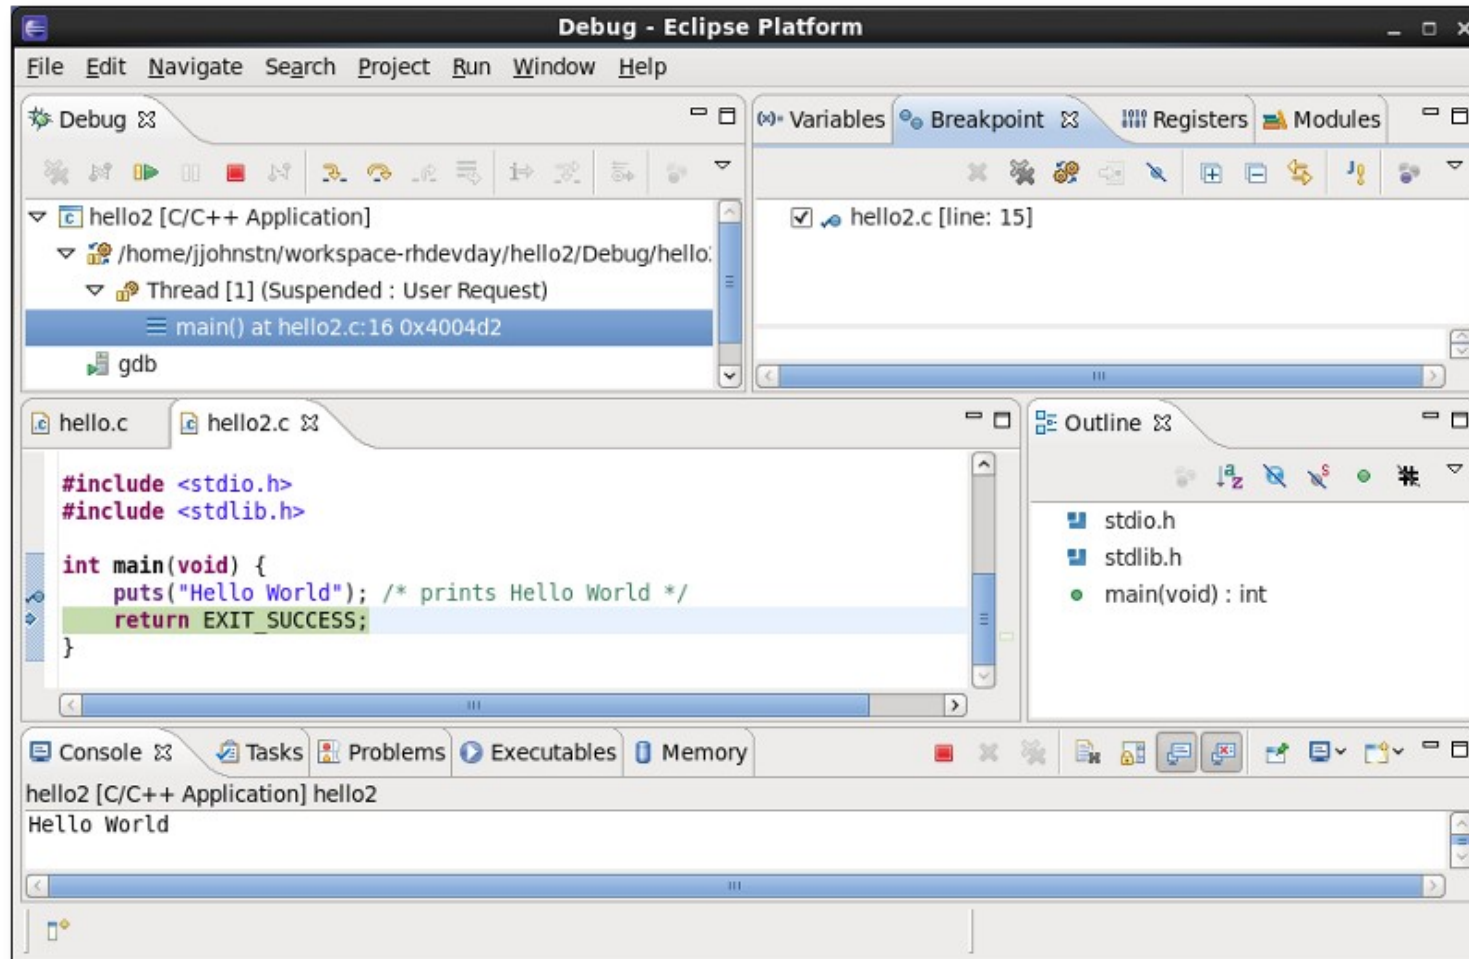 Debug - Eclipse Platform
File Edit Navigate Search Project Run Window Help
Debug
hello2 [C/C++ Application]
/home/jjohnstn/workspace-rhdevday/hello2/Debug/hello
Thread [1] (Suspended : User Request)
main() at hello2.c:16 0x4004d2
gdb
Variables Breakpoint Registers Modules
hello2.c [line: 15]
hello.c hello2.c
#include <stdio.h>
#include <stdlib.h>
int main(void) {
puts("Hello World"); /* prints Hello World */
return EXIT_SUCCESS;
}
Outline
stdio.h
stdlib.h
main(void) : int
Console Tasks Problems Executables Memory
hello2 [C/C++ Application] hello2
Hello World